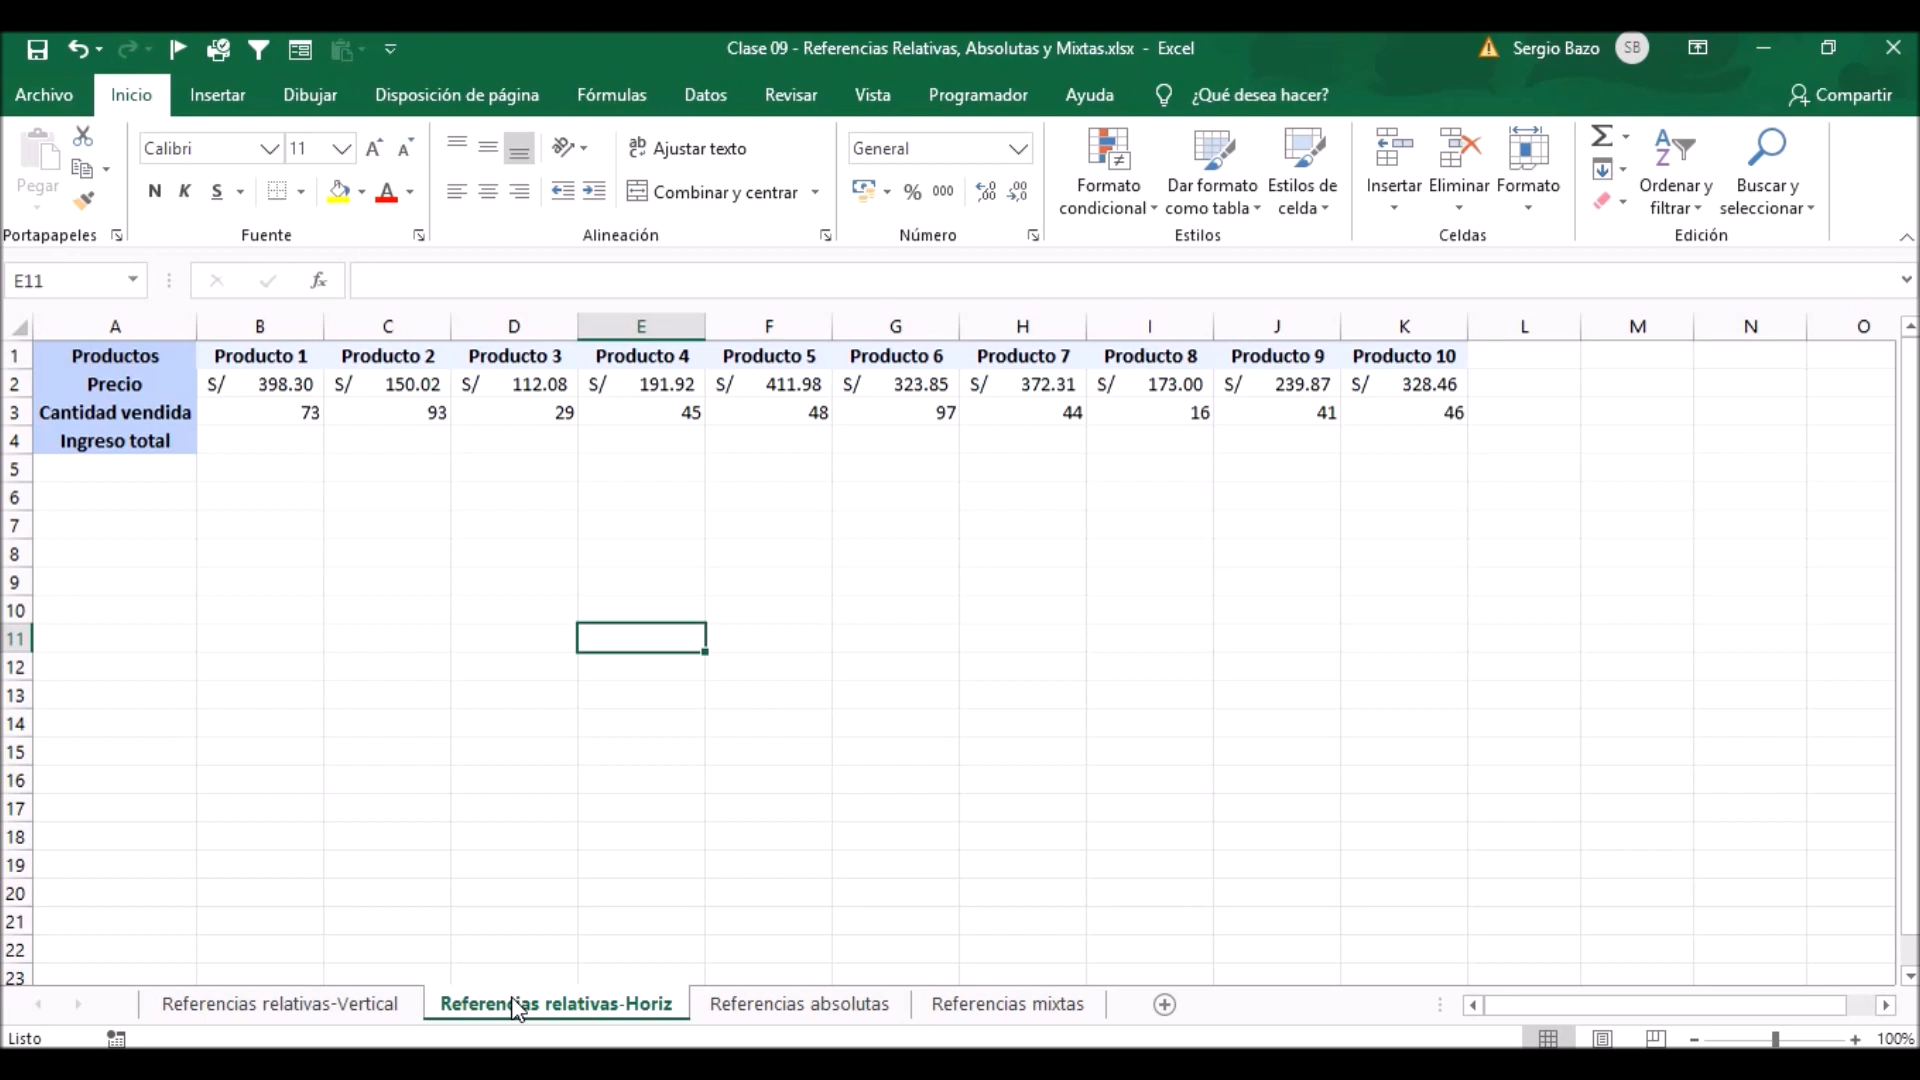 Clase 09 - Referencias Relativas, Absolutas y Mixtas.xlsx - Excel
Sergio Bazo SB
Archivo Inicio Insertar Dibujar Disposición de página Fórmulas Datos Revisar Vista Programador Ayuda ¿Qué desea hacer? Compartir
Pegar
Calibri 11
N K S
Ajustar texto
Combinar y centrar
General
% 000
Formato condicional
Dar formato como tabla
Estilos de celda
Insertar Eliminar Formato
Ordenar y filtrar
Buscar y seleccionar
Portapapeles Fuente Alineación Número Estilos Celdas Edición
E11 fx
A B C D E F G H I J K L M N O
1 Productos Producto 1 Producto 2 Producto 3 Producto 4 Producto 5 Producto 6 Producto 7 Producto 8 Producto 9 Producto 10
2 Precio S/ 398.30 S/ 150.02 S/ 112.08 S/ 191.92 S/ 411.98 S/ 323.85 S/ 372.31 S/ 173.00 S/ 239.87 S/ 328.46
3 Cantidad vendida 73 93 29 45 48 97 44 16 41 46
4 Ingreso total
5
6
7
8
9
10
11
12
13
14
15
16
17
18
19
20
21
22
23
Referencias relativas-Vertical Referencias relativas-Horiz Referencias absolutas Referencias mixtas
Listo 100%